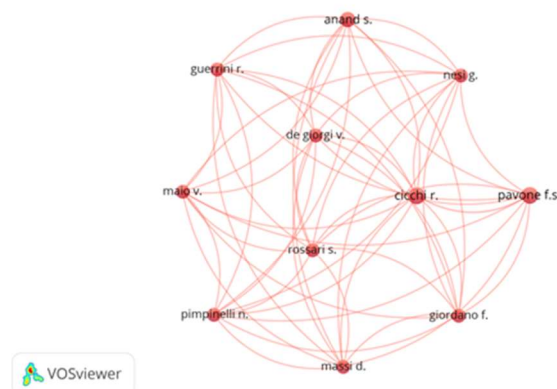 anand s.
guerrini r.
nesi g.
de giorgi v.
maio v.
cicchi r.
pavone f.s
rossari s.
pimpinelli n.
giordano f.
massi d.
VOSviewer